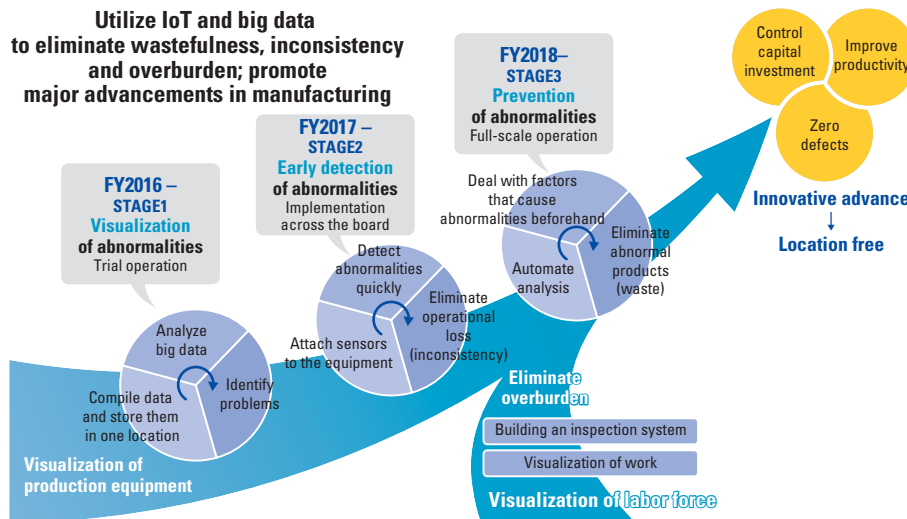 Utilize IoT and big data
to eliminate wastefulness, inconsistency
and overburden; promote
major advancements in manufacturing
FY2016 –
STAGE1
Visualization
of abnormalities
Trial operation
Analyze
big data
Compile data
and store them
in one location
Identify
problems
FY2017 –
STAGE2
Early detection
of abnormalities
Implementation
across the board
Detect
abnormalities
quickly
Attach sensors
to the equipment
Eliminate
operational
loss
(inconsistency)
FY2018–
STAGE3
Prevention
of abnormalities
Full-scale operation
Deal with factors
that cause
abnormalities beforehand
Automate
analysis
Eliminate
abnormal
products
(waste)
Control
capital
investment
Improve
productivity
Zero
defects
Innovative advance
↓
Location free
Visualization of
production equipment
Eliminate
overburden
Building an inspection system
Visualization of work
Visualization of labor force